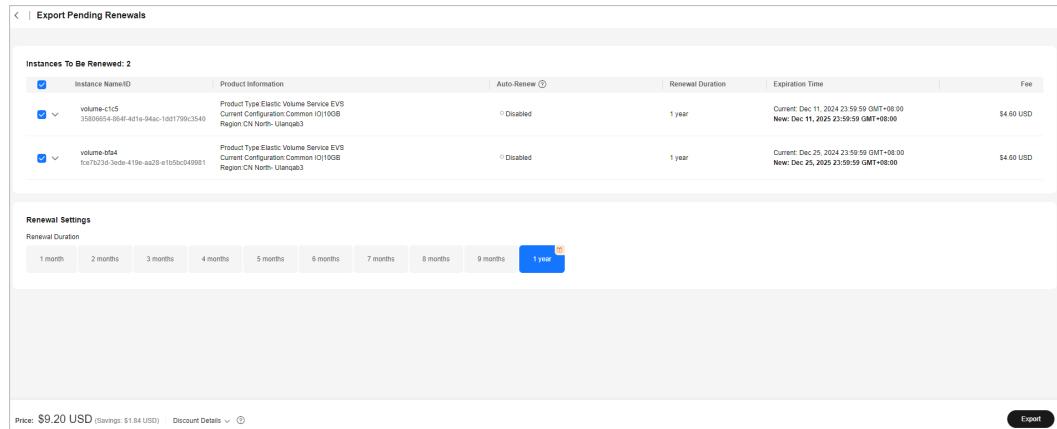 Export Pending Renewals
Instances To Be Renewed: 2
Instance Name/ID Product Information Auto-Renew Renewal Duration Expiration Time Fee
volume-c1c5
35806654-864f-4d1e-94ac-1dd1799c3540
Product Type:Elastic Volume Service EVS
Current Configuration:Common IO|10GB
Region:CN North- Ulanqab3
Disabled
1 year
Current: Dec 11, 2024 23:59:59 GMT+08:00
New: Dec 11, 2025 23:59:59 GMT+08:00
$4.60 USD
volume-bfa4
fce7b23d-3ede-419e-aa28-e1b5bc049981
Product Type:Elastic Volume Service EVS
Current Configuration:Common IO|10GB
Region:CN North- Ulanqab3
Disabled
1 year
Current: Dec 25, 2024 23:59:59 GMT+08:00
New: Dec 25, 2025 23:59:59 GMT+08:00
$4.60 USD
Renewal Settings
Renewal Duration
1 month 2 months 3 months 4 months 5 months 6 months 7 months 8 months 9 months 1 year
Price: $9.20 USD (Savings: $1.84 USD) Discount Details
Export